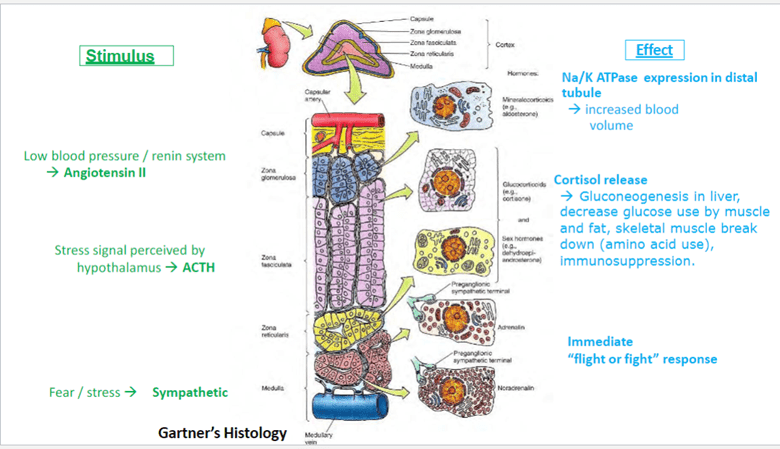 Stimulus
Low blood pressure / renin system
→ Angiotensin II
Stress signal perceived by
hypothalamus → ACTH
Fear / stress → Sympathetic
Capsule
Zona glomerulosa
Zona fasciculata
Zona reticularis
Medulla
Cortex
Capsular
artery
Capsule
Zona
glomerulosa
Zona
fasciculata
Zona
reticularis
Medulla
Medullary
vein
Hormones:
Mineralocorticoids
(e.g.,
aldosterone)
Glucocorticoids
(e.g.,
cortisone)
and
Sex hormones
(e.g.,
dehydroepi-
androsterone)
Preganglionic
sympathetic terminal
Adrenalin
Preganglionic
sympathetic terminal
Noradrenalin
Gartner's Histology
Effect
Na/K ATPase expression in distal
tubule
→ increased blood
volume
Cortisol release
→ Gluconeogenesis in liver,
decrease glucose use by muscle
and fat, skeletal muscle break
down (amino acid use),
immunosuppression.
Immediate
“flight or fight” response